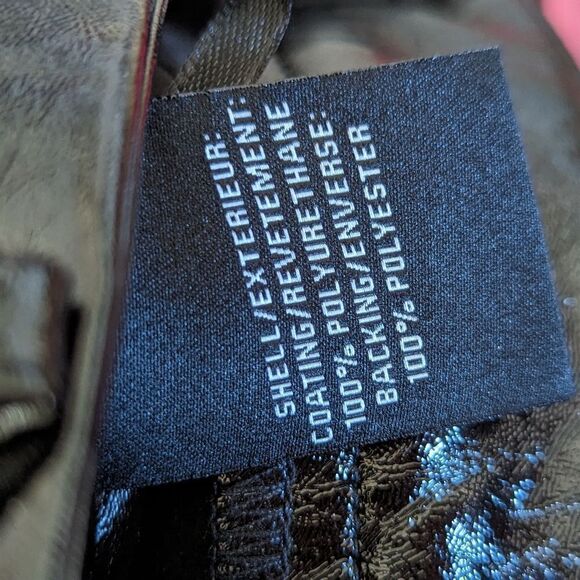 SHELL/EXTERIEUR:
COATING/REVETEMENT:
100% POLYURETHANE
BACKING/ENVERSE:
100% POLYESTER